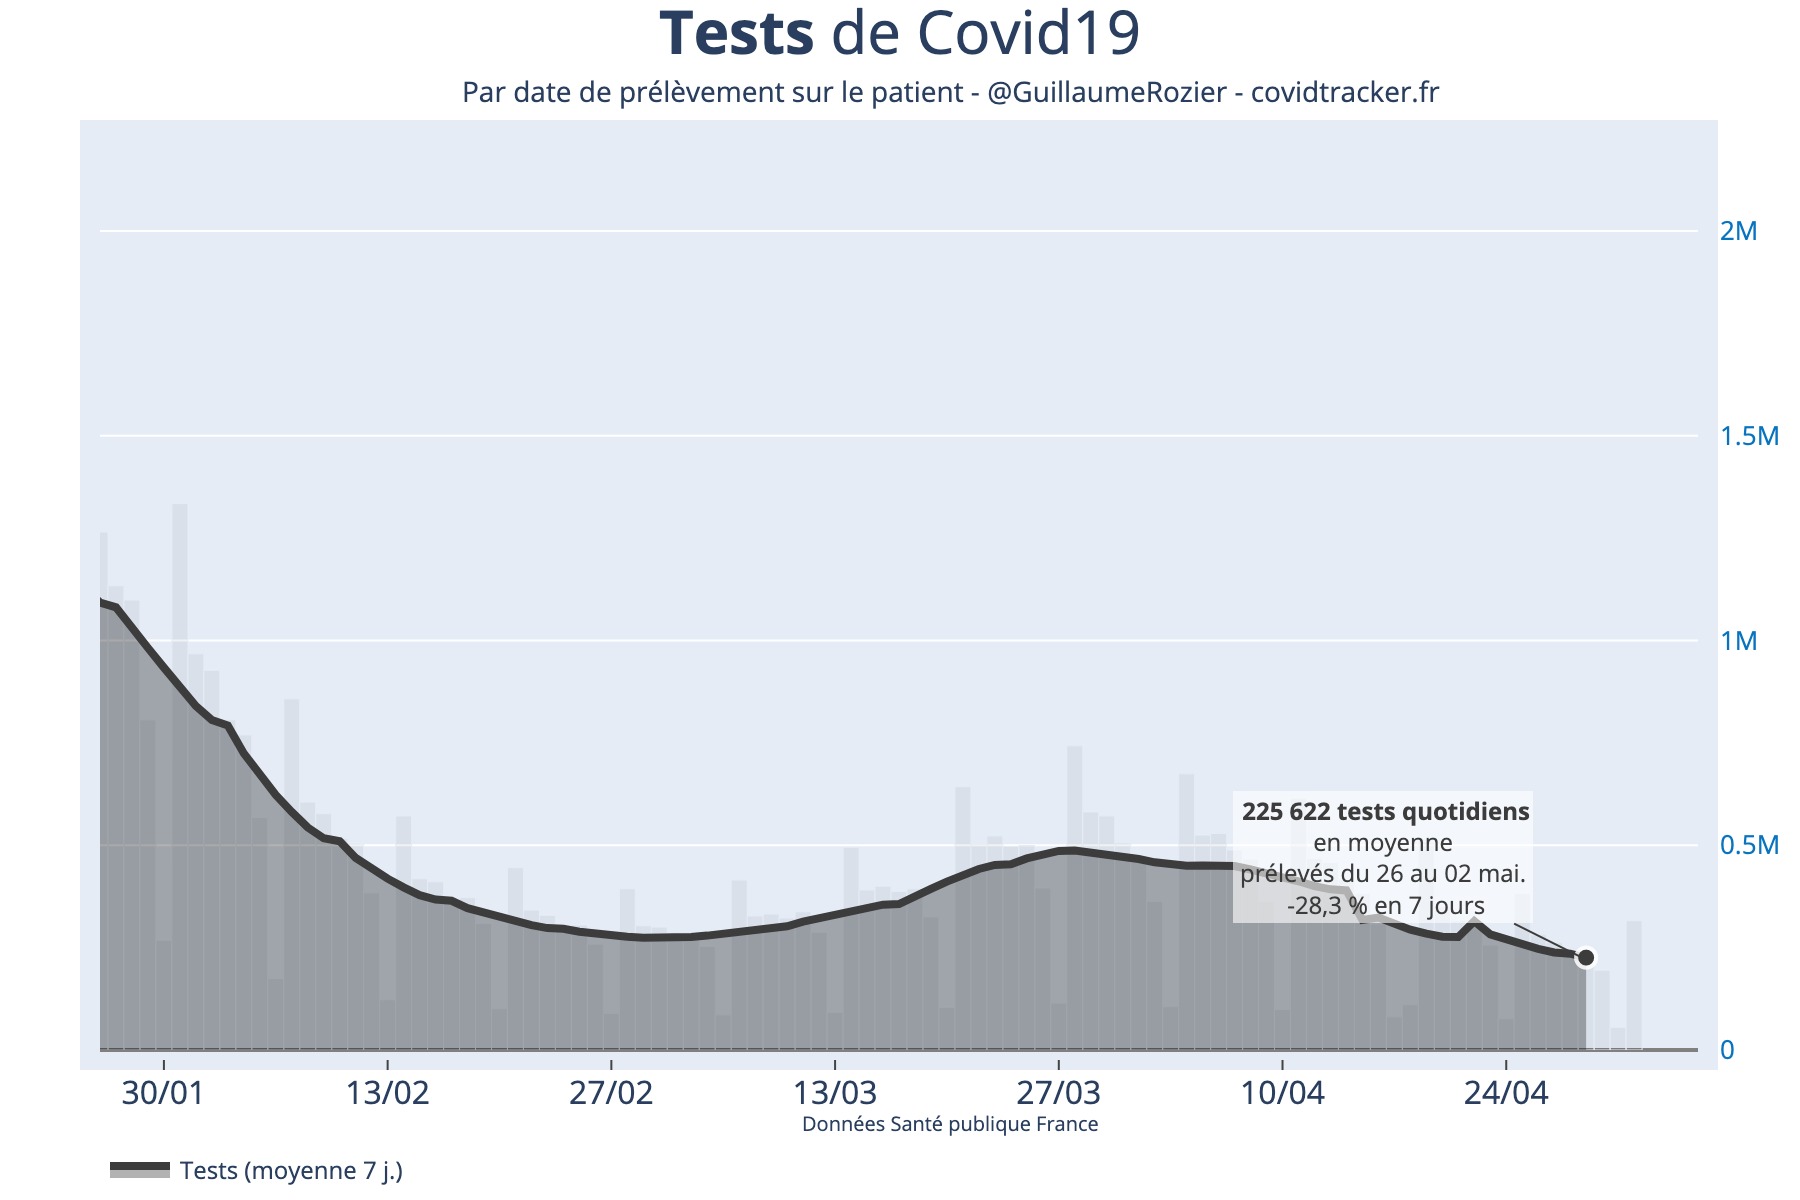 Tests de Covid19
Par date de prélèvement sur le patient - @GuillaumeRozier - covidtracker.fr
2M
1.5M
1M
0.5M
0
225 622 tests quotidiens
en moyenne
prélevés du 26 au 02 mai.
-28,3 % en 7 jours
30/01 13/02 27/02 13/03 27/03 10/04 24/04
Données Santé publique France
Tests (moyenne 7 j.)